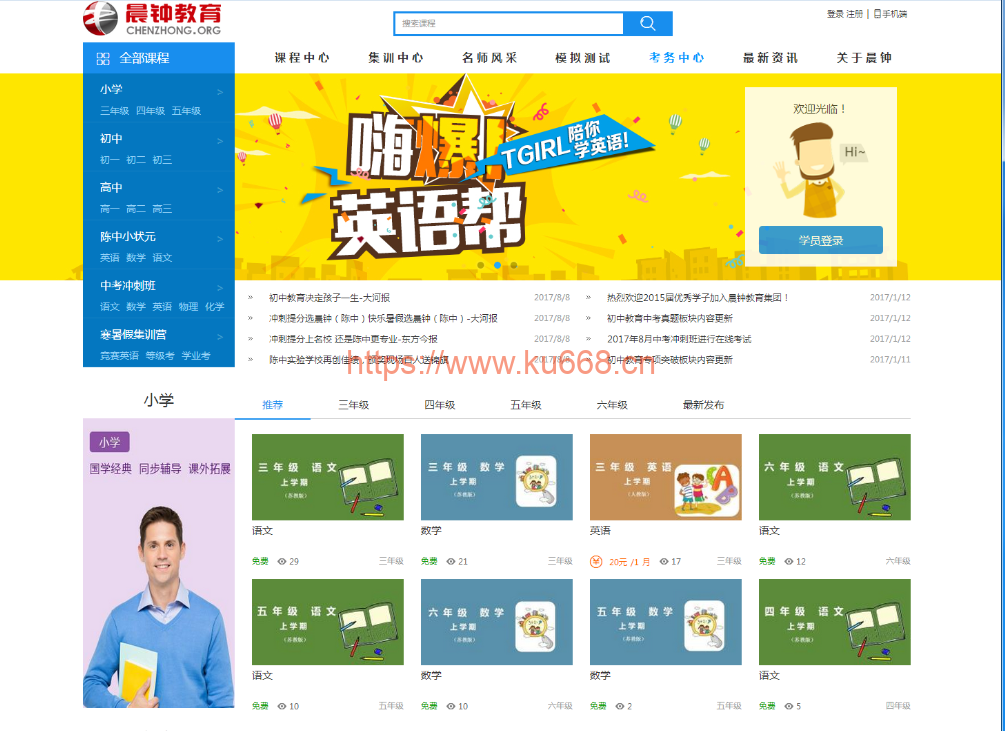 晨钟教育
CHENZHONG.ORG
搜索课程
登录 注册 | 手机端
全部课程
课程中心 集训中心 名师风采 模拟测试 考务中心 最新资讯 关于晨钟
小学 >
三年级 四年级 五年级
初中 >
初一 初二 初三
高中 >
高一 高二 高三
陈中小状元 >
英语 数学 语文
中考冲刺班 >
语文 数学 英语 物理 化学
寒暑假集训营 >
竞赛英语 等级考 学业考
嗨爆!
TGIRL陪你
学英语!
英语帮
欢迎光临！
Hi~
学员登录
» 初中教育决定孩子一生-大河报 2017/8/8
» 冲刺提分选晨钟（陈中）快乐暑假选晨钟（陈中）-大河报 2017/8/8
» 冲刺提分上名校 还是陈中更专业-东方今报 2017/8/8
» 陈中实验学校再创佳绩 2017/8/8
» 热烈欢迎2015届优秀学子加入晨钟教育集团！ 2017/1/12
» 初中教育中考真题板块内容更新 2017/1/12
» 2017年8月中考冲刺班进行在线考试 2017/1/12
» 初中教育专项突破板块内容更新 2017/1/11
https://www.ku668.cn
小学
推荐 三年级 四年级 五年级 六年级 最新发布
小学
国学经典 同步辅导 课外拓展
三年级 语文
上学期
（苏教版）
语文
免费 29 三年级
三年级 数学
上学期
（苏教版）
数学
免费 21 三年级
三年级 英语
上学期
英语
20元 /1 月 17 三年级
六年级 语文
上学期
（苏教版）
语文
免费 12 六年级
五年级 语文
上学期
（苏教版）
语文
免费 10 五年级
六年级 数学
上学期
（苏教版）
数学
免费 10 六年级
五年级 数学
上学期
（苏教版）
数学
免费 2 五年级
四年级 语文
上学期
（苏教版）
语文
免费 5 四年级